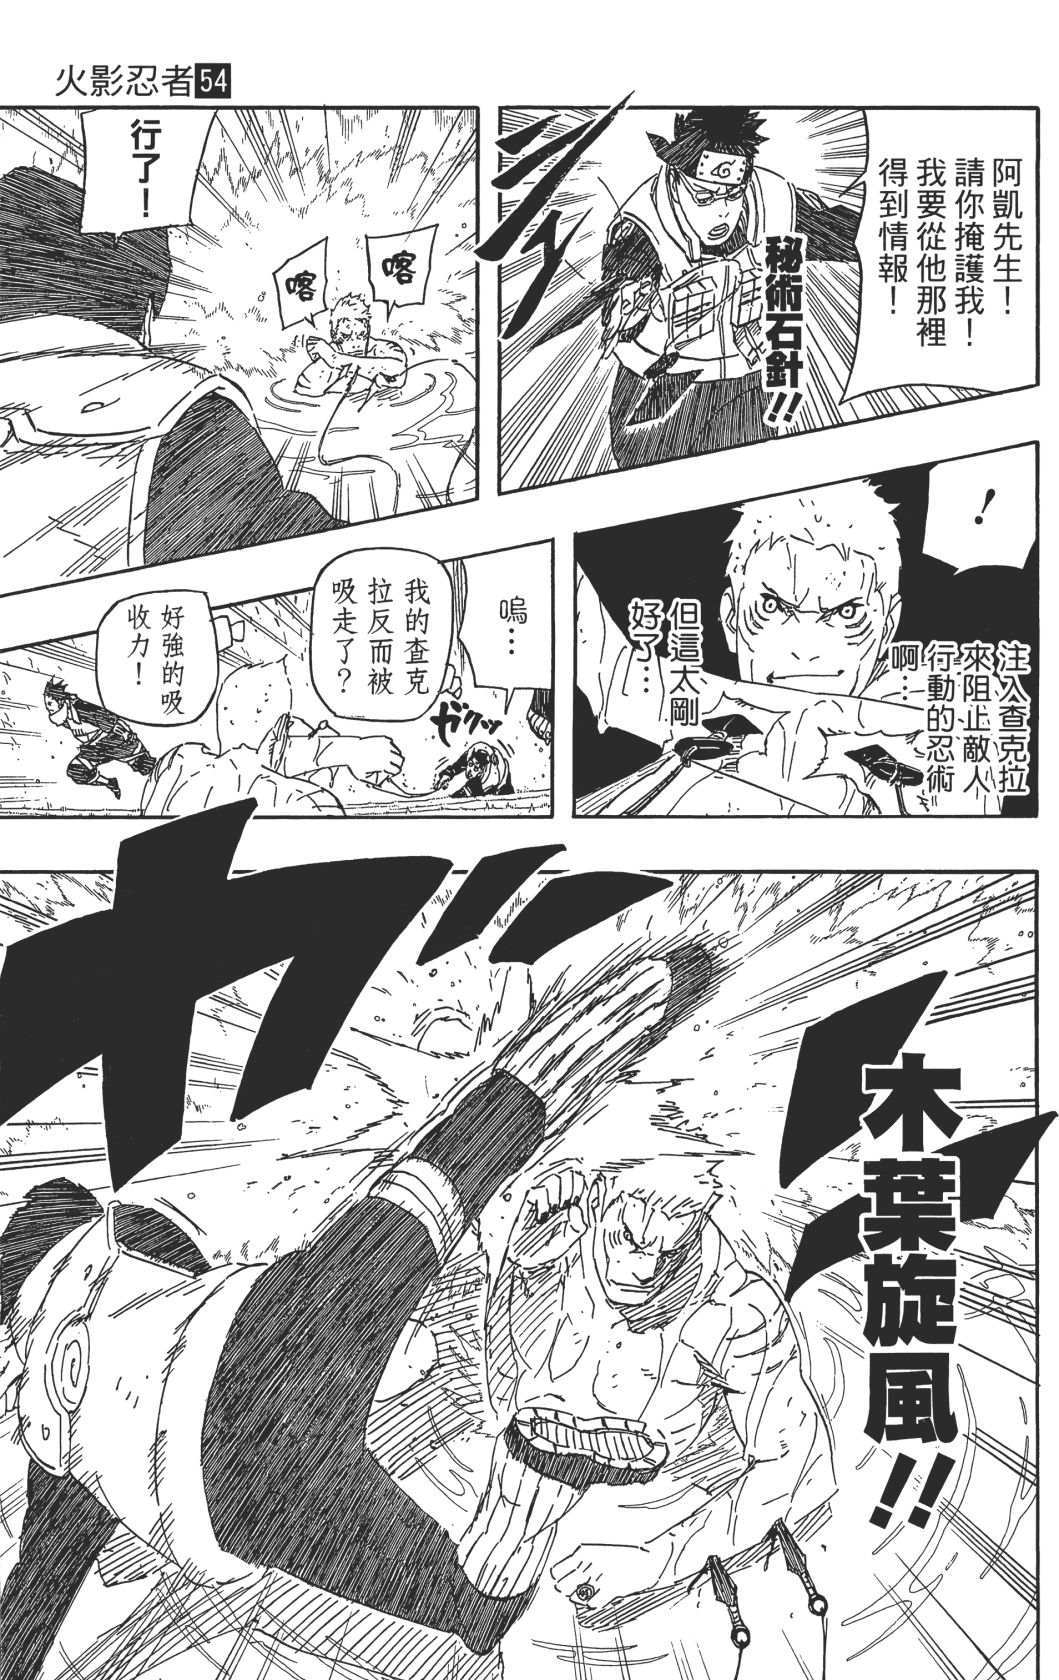 火影忍者54
阿凱先生！
請你掩護我！
我要從他那裡
得到情報！
秘術石針!!
行了！
喀
喀
！
注入查克拉
來阻止敵人
行動的忍術
啊…
但這太剛
好了…
嗚…
我的查克
拉反而被
吸走了？
ガクッ
好強的吸
收力！
木葉旋風!!